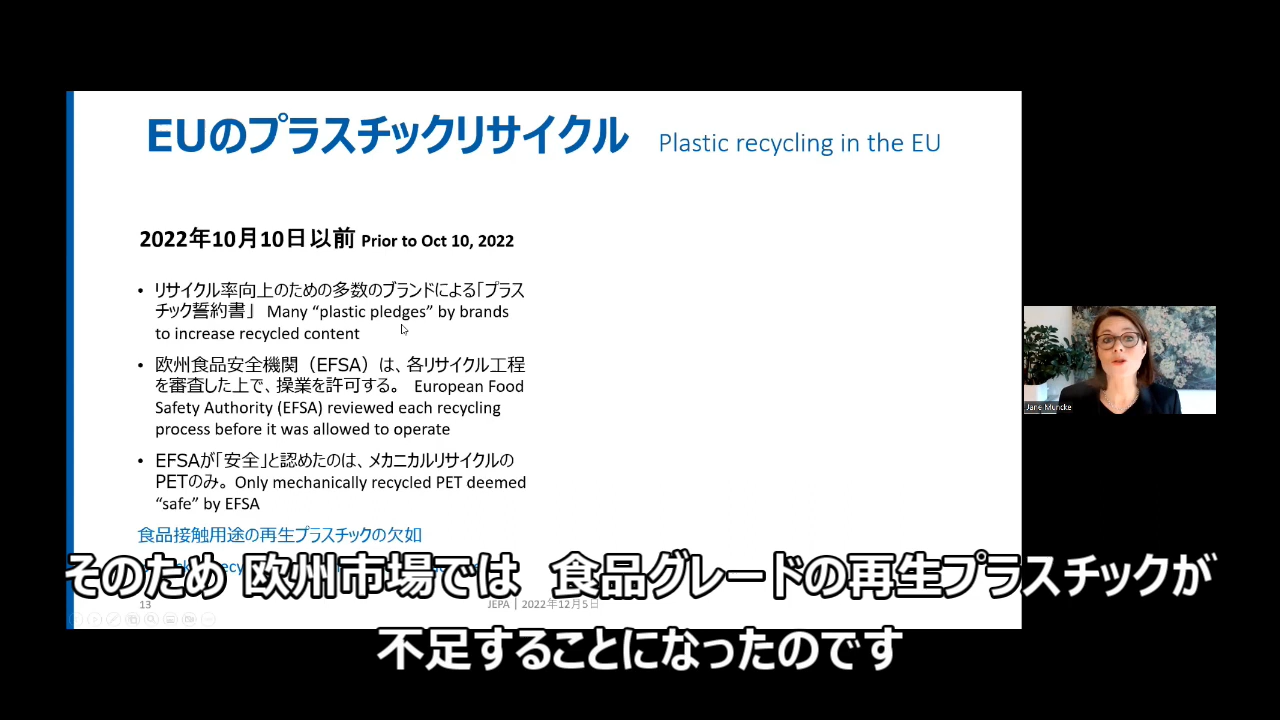 EUのプラスチックリサイクル Plastic recycling in the EU
2022年10月10日以前 Prior to Oct 10, 2022
• リサイクル率向上のための多数のブランドによる「プラス
チック誓約書」 Many “plastic pledges” by brands
to increase recycled content
• 欧州食品安全機関（EFSA）は、各リサイクル工程
を審査した上で、操業を許可する。 European Food
Safety Authority (EFSA) reviewed each recycling
process before it was allowed to operate
• EFSAが「安全」と認めたのは、メカニカルリサイクルの
PETのみ。Only mechanically recycled PET deemed
“safe” by EFSA
食品接触用途の再生プラスチックの欠如
そのため 欧州市場では 食品グレードの再生プラスチックが
13
JEPA | 2022年12月5日
不足することになったのです
Jane Muncke